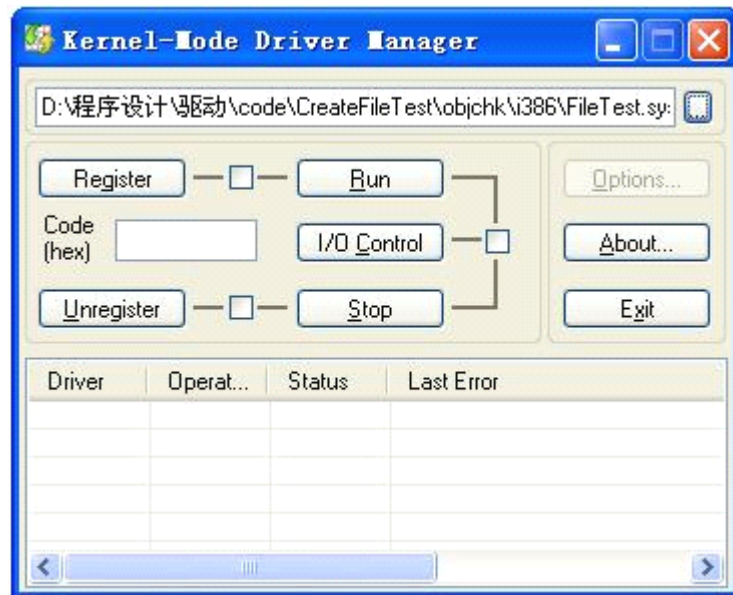 Kernel-Mode Driver Manager
D:\程序设计\驱动\code\CreateFileTest\objchk\i386\FileTest.sys
Register
Run
Options...
Code
(hex)
I/O Control
About...
Unregister
Stop
Exit
Driver
Operat...
Status
Last Error